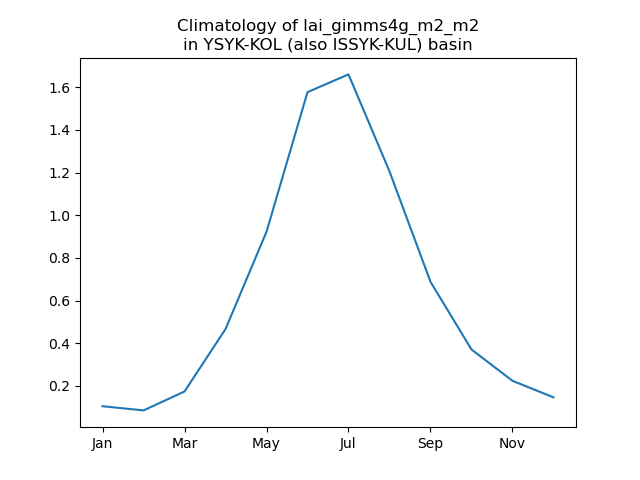 Climatology of lai_gimms4g_m2_m2
in YSYK-KOL (also ISSYK-KUL) basin
1.6
1.4
1.2
1.0
0.8
0.6
0.4
0.2
Jan Mar May Jul Sep Nov